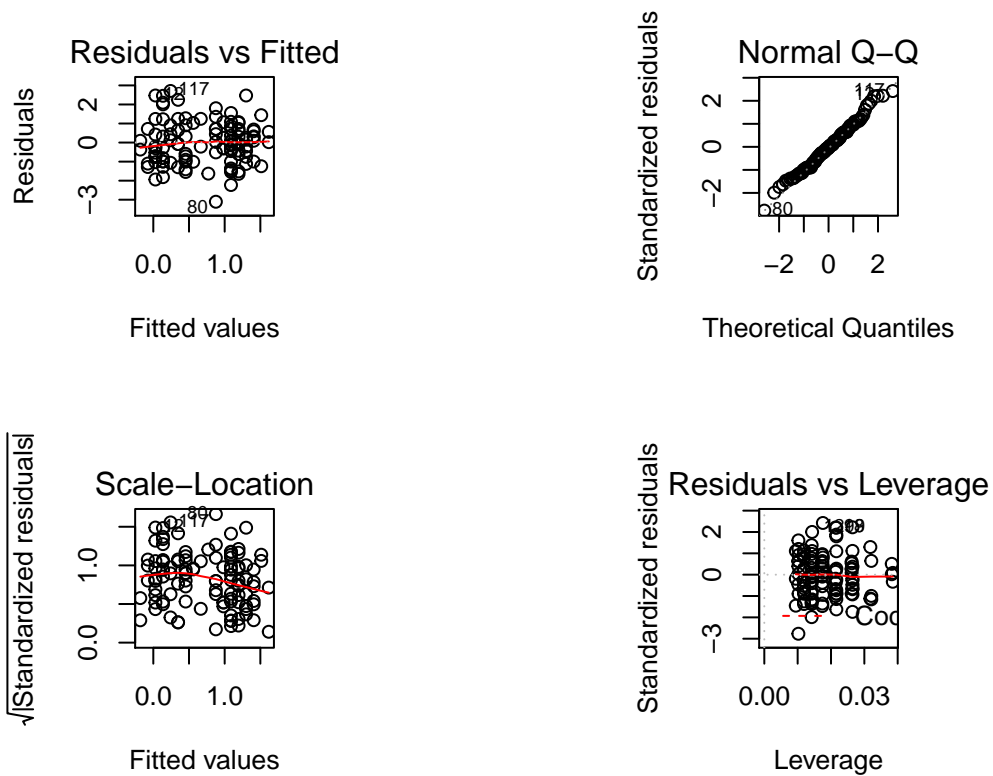 Residuals vs Fitted
Residuals
2
0
−3
117
80
0.0 1.0
Fitted values
Normal Q−Q
Standardized residuals
2
0
−2
117
80
−2 0 2
Theoretical Quantiles
Scale−Location
√|Standardized residuals|
1.0
0.0
80
117
0.0 1.0
Fitted values
Residuals vs Leverage
Standardized residuals
2
0
−3
0.00 0.03
Leverage